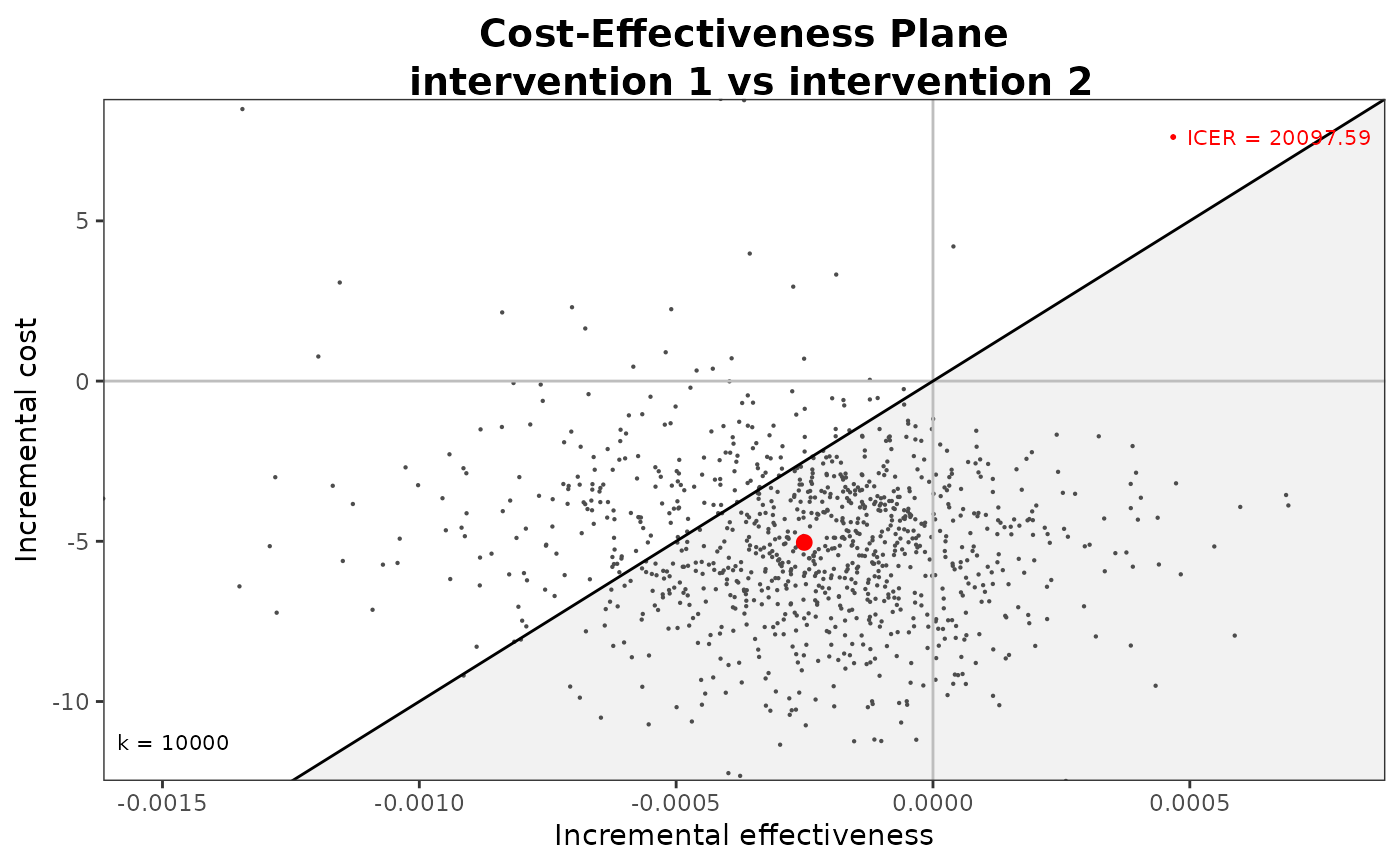 Cost-Effectiveness Plane
intervention 1 vs intervention 2
• ICER = 20097.59
Incremental cost
5
0
-5
-10
k = 10000
-0.0015
-0.0010
-0.0005
0.0000
0.0005
Incremental effectiveness